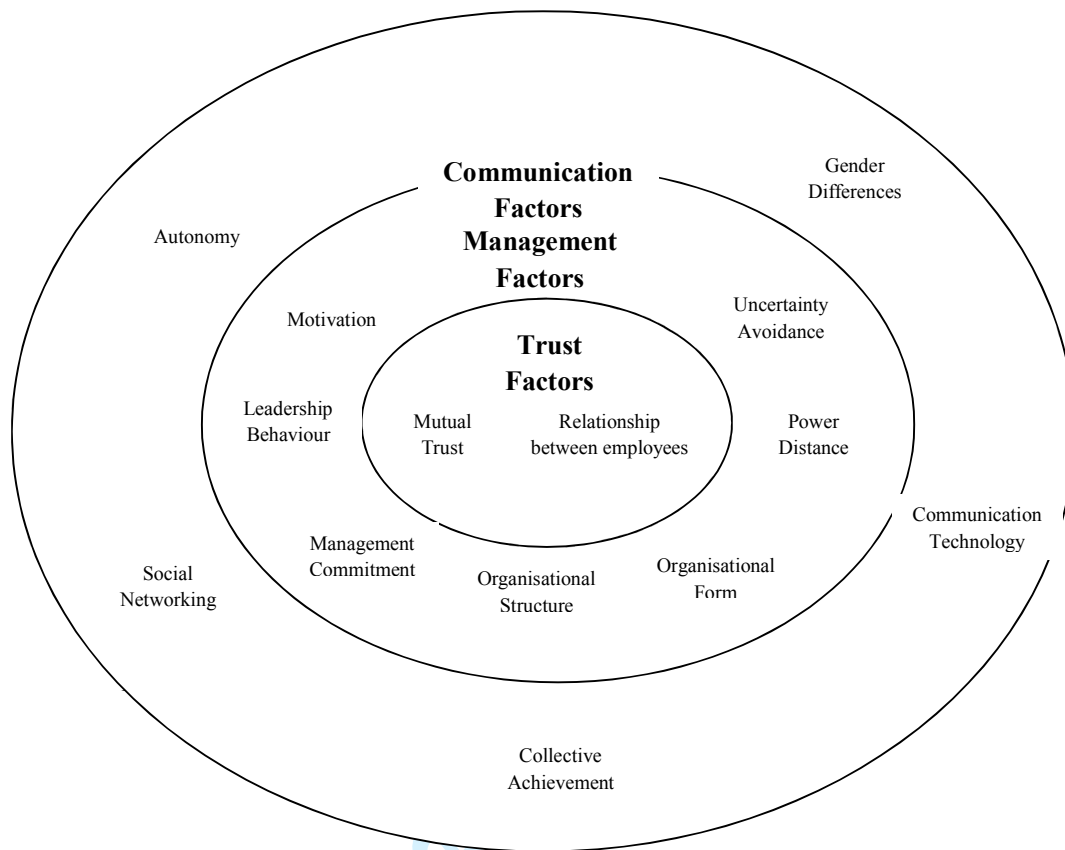 Communication
Factors
Management
Factors
Trust
Factors
Gender
Differences
Autonomy
Motivation
Uncertainty
Avoidance
Leadership
Behaviour
Mutual
Trust
Relationship
between employees
Power
Distance
Management
Commitment
Organisational
Structure
Organisational
Form
Communication
Technology
Social
Networking
Collective
Achievement